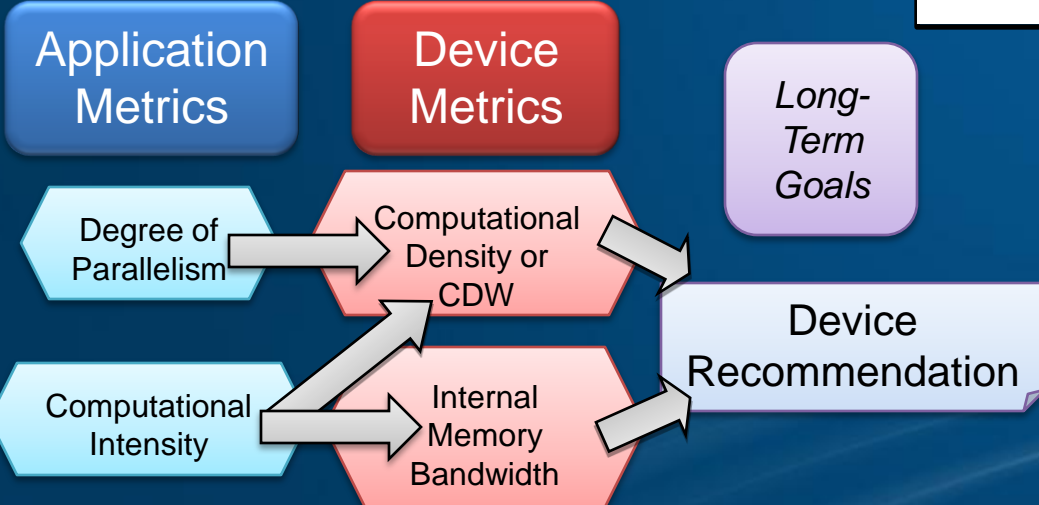 Application
Metrics
Device
Metrics
Long-
Term
Goals
Degree of
Parallelism
Computational
Density or
CDW
Device
Recommendation
Computational
Intensity
Internal
Memory
Bandwidth